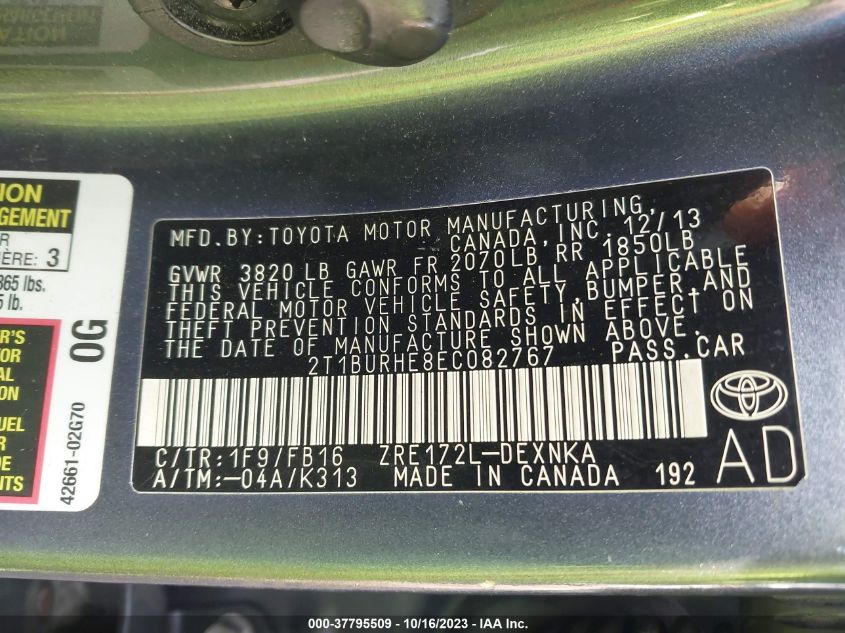 MFD. BY: TOYOTA MOTOR MANUFACTURING,
CANADA, INC. 12/13
GVWR 3820 LB GAWR FR 2070LB RR 1850LB
THIS VEHICLE CONFORMS TO ALL APPLICABLE
FEDERAL MOTOR VEHICLE SAFETY, BUMPER, AND
THEFT PREVENTION STANDARDS IN EFFECT ON
THE DATE OF MANUFACTURE SHOWN ABOVE.
2T1BURHE8EC082767 PASS. CAR
C/TR: 1F9/FB16 ZRE172L-DEXNKA
A/TM: -04A/K313 MADE IN CANADA 192
AD
3
865 lbs.
lb.
0G
42661-02G70
000-37795509 - 10/16/2023 - IAA Inc.